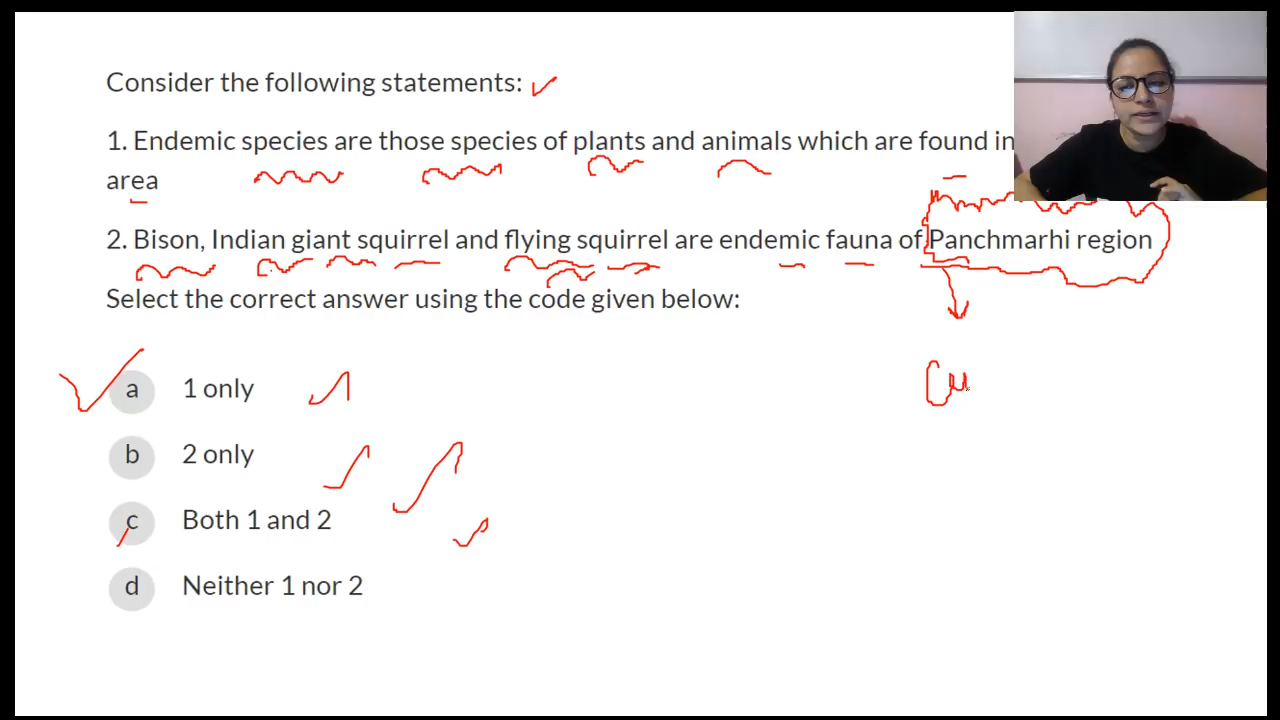 Consider the following statements:
1. Endemic species are those species of plants and animals which are found in
area
2. Bison, Indian giant squirrel and flying squirrel are endemic fauna of Panchmarhi region
Select the correct answer using the code given below:
a 1 only
b 2 only
c Both 1 and 2
d Neither 1 nor 2